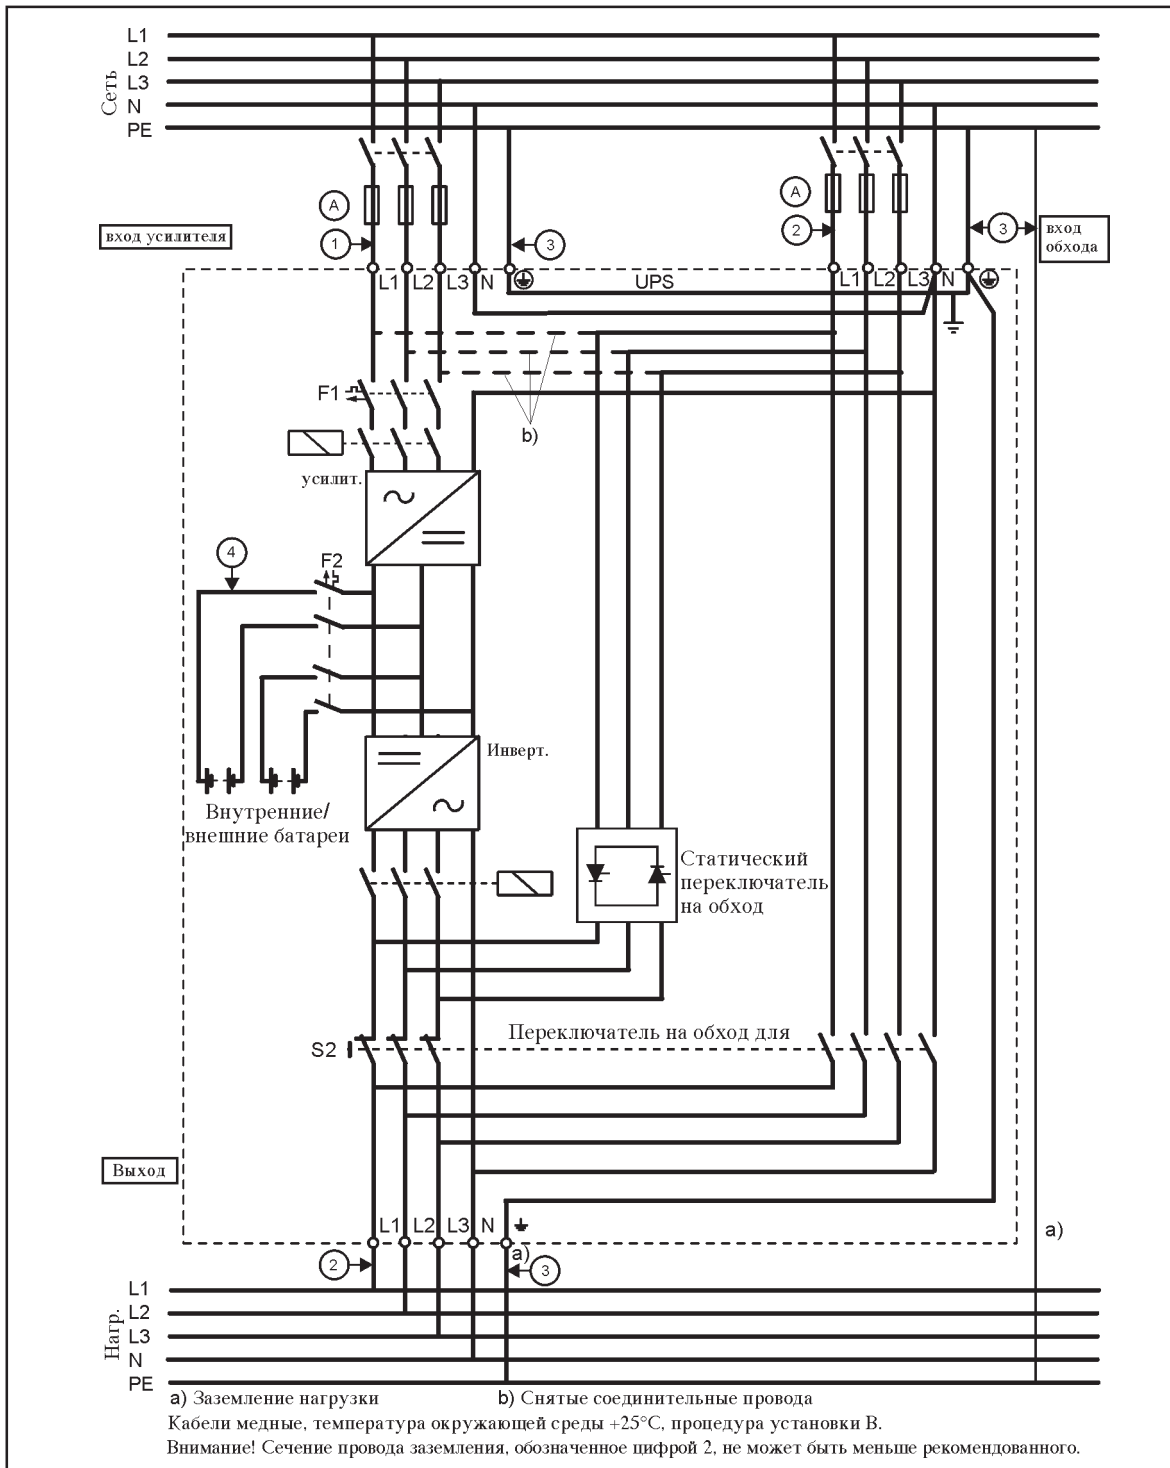 L1
L2
L3
N
PE
Сеть
A
A
1
3
2
3
вход усилителя
вход
обхода
L1 L2 L3 N UPS L1 L2 L3 N
F1
b)
усилит.
4
F2
Инверт.
Внутренние/
внешние батареи
Статический
переключатель
на обход
Переключатель на обход для
S2
Выход
L1 L2 L3 N
a)
a)
2
3
L1
L2
L3
N
PE
Нагр.
a) Заземление нагрузки b) Снятые соединительные провода
Кабели медные, температура окружающей среды +25°C, процедура установки В.
Внимание! Сечение провода заземления, обозначенное цифрой 2, не может быть меньше рекомендованного.